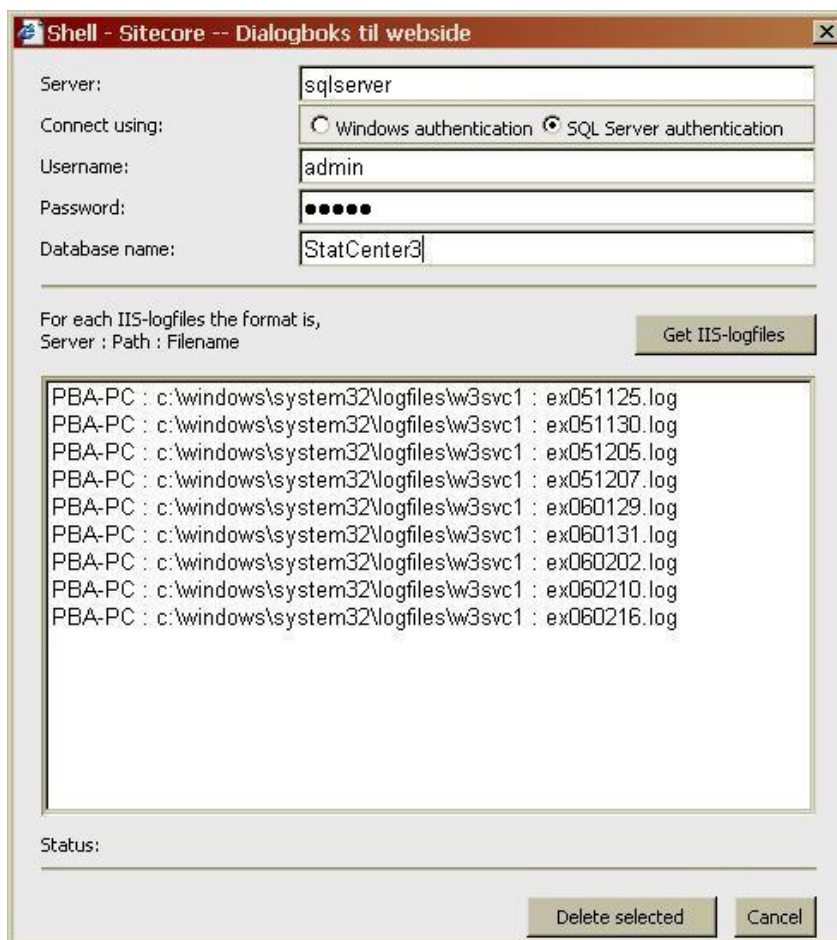 Shell - Sitecore -- Dialogboks til webside
Server: sqlserver
Connect using: Windows authentication SQL Server authentication
Username: admin
Password: ●●●●●
Database name: StatCenter3
For each IIS-logfiles the format is,
Server : Path : Filename
Get IIS-logfiles
PBA-PC : c:\windows\system32\logfiles\w3svc1 : ex051125.log
PBA-PC : c:\windows\system32\logfiles\w3svc1 : ex051130.log
PBA-PC : c:\windows\system32\logfiles\w3svc1 : ex051205.log
PBA-PC : c:\windows\system32\logfiles\w3svc1 : ex051207.log
PBA-PC : c:\windows\system32\logfiles\w3svc1 : ex060129.log
PBA-PC : c:\windows\system32\logfiles\w3svc1 : ex060131.log
PBA-PC : c:\windows\system32\logfiles\w3svc1 : ex060202.log
PBA-PC : c:\windows\system32\logfiles\w3svc1 : ex060210.log
PBA-PC : c:\windows\system32\logfiles\w3svc1 : ex060216.log
Status:
Delete selected Cancel